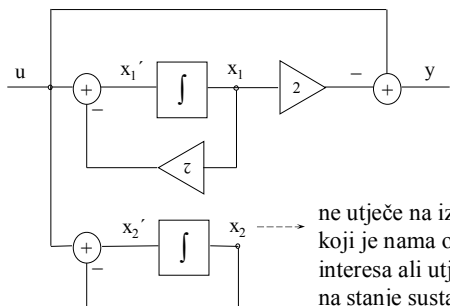 u
x₁´
∫
x₁
2
–
+
y
+
–
2
x₂´
∫
x₂
+
–
ne utječe na iz
koji je nama o
interesa ali utj
na stanje susta